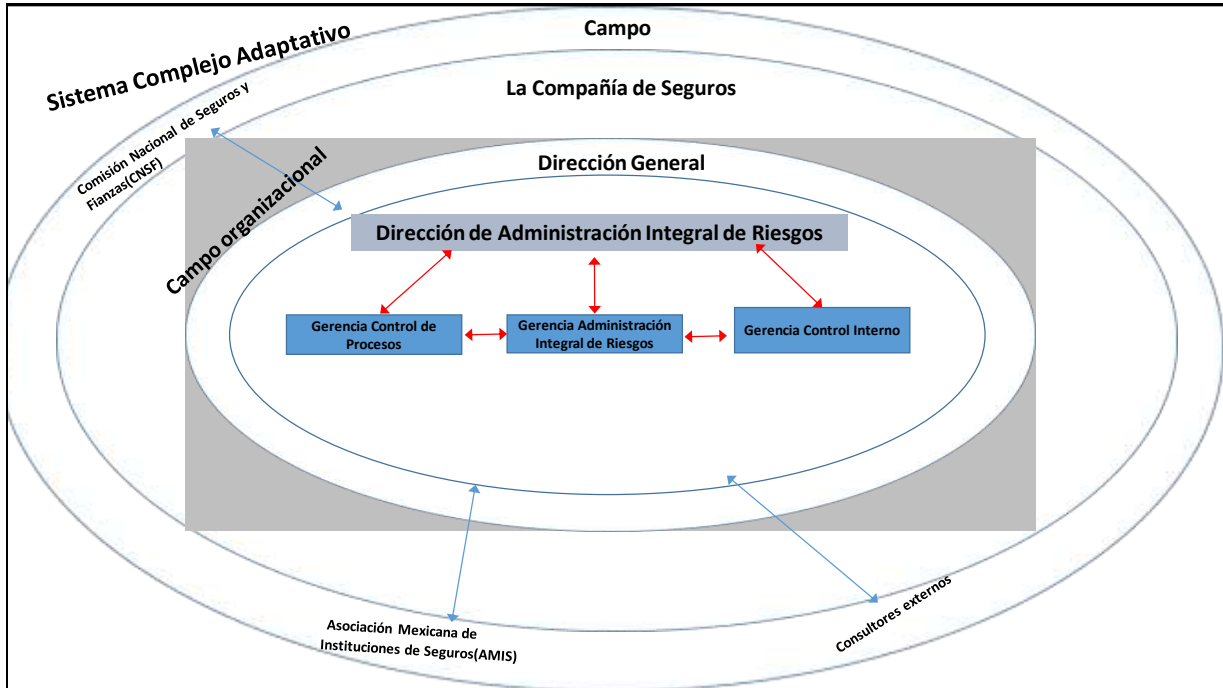 Campo
Sistema Complejo Adaptativo
La Compañía de Seguros
Comisión Nacional de Seguros y
Fianzas(CNSF)
Campo organizacional
Dirección General
Dirección de Administración Integral de Riesgos
Gerencia Control de
Procesos
Gerencia Administración
Integral de Riesgos
Gerencia Control Interno
Asociación Mexicana de
Instituciones de Seguros(AMIS)
Consultores externos